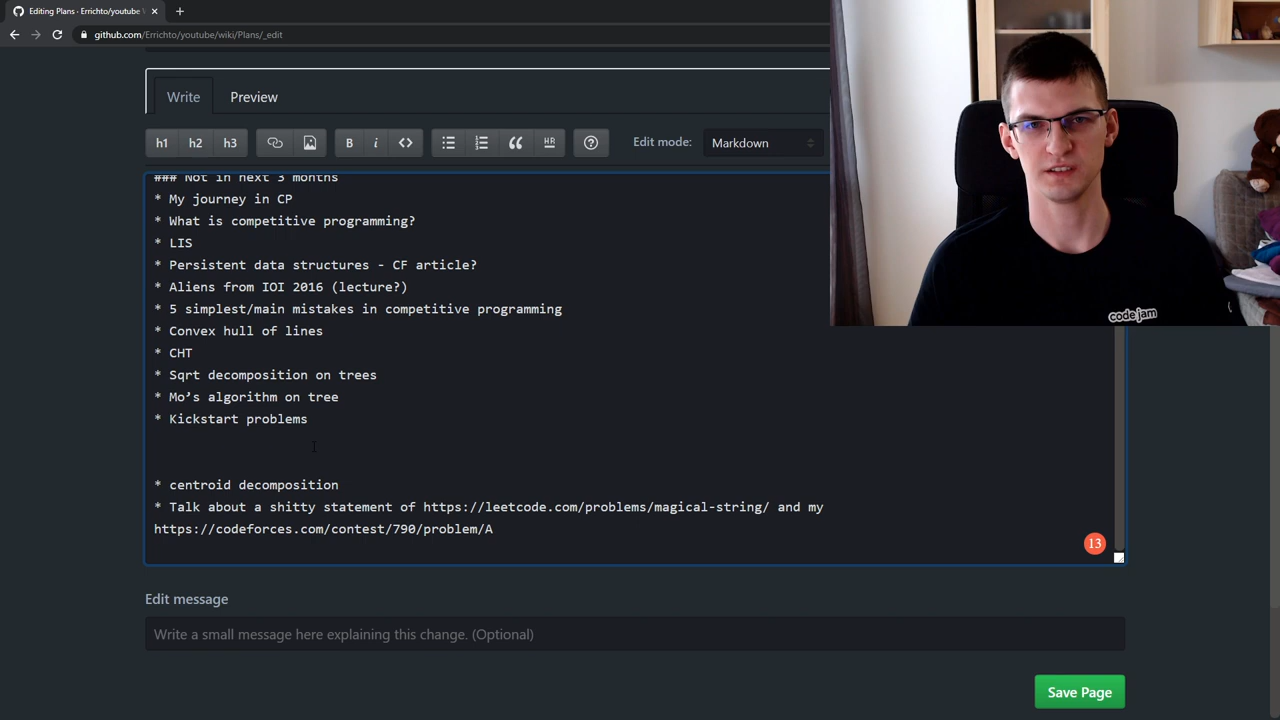 Editing Plans · Errichto/youtube
github.com/Errichto/youtube/wiki/Plans/_edit
Write
Preview
h1 h2 h3 B i <> HR Edit mode: Markdown
### Not in next 3 months
* My journey in CP
* What is competitive programming?
* LIS
* Persistent data structures - CF article?
* Aliens from IOI 2016 (lecture?)
* 5 simplest/main mistakes in competitive programming
* Convex hull of lines
* CHT
* Sqrt decomposition on trees
* Mo’s algorithm on tree
* Kickstart problems
* centroid decomposition
* Talk about a shitty statement of https://leetcode.com/problems/magical-string/ and my
https://codeforces.com/contest/790/problem/A
13
Edit message
Write a small message here explaining this change. (Optional)
Save Page
code jam